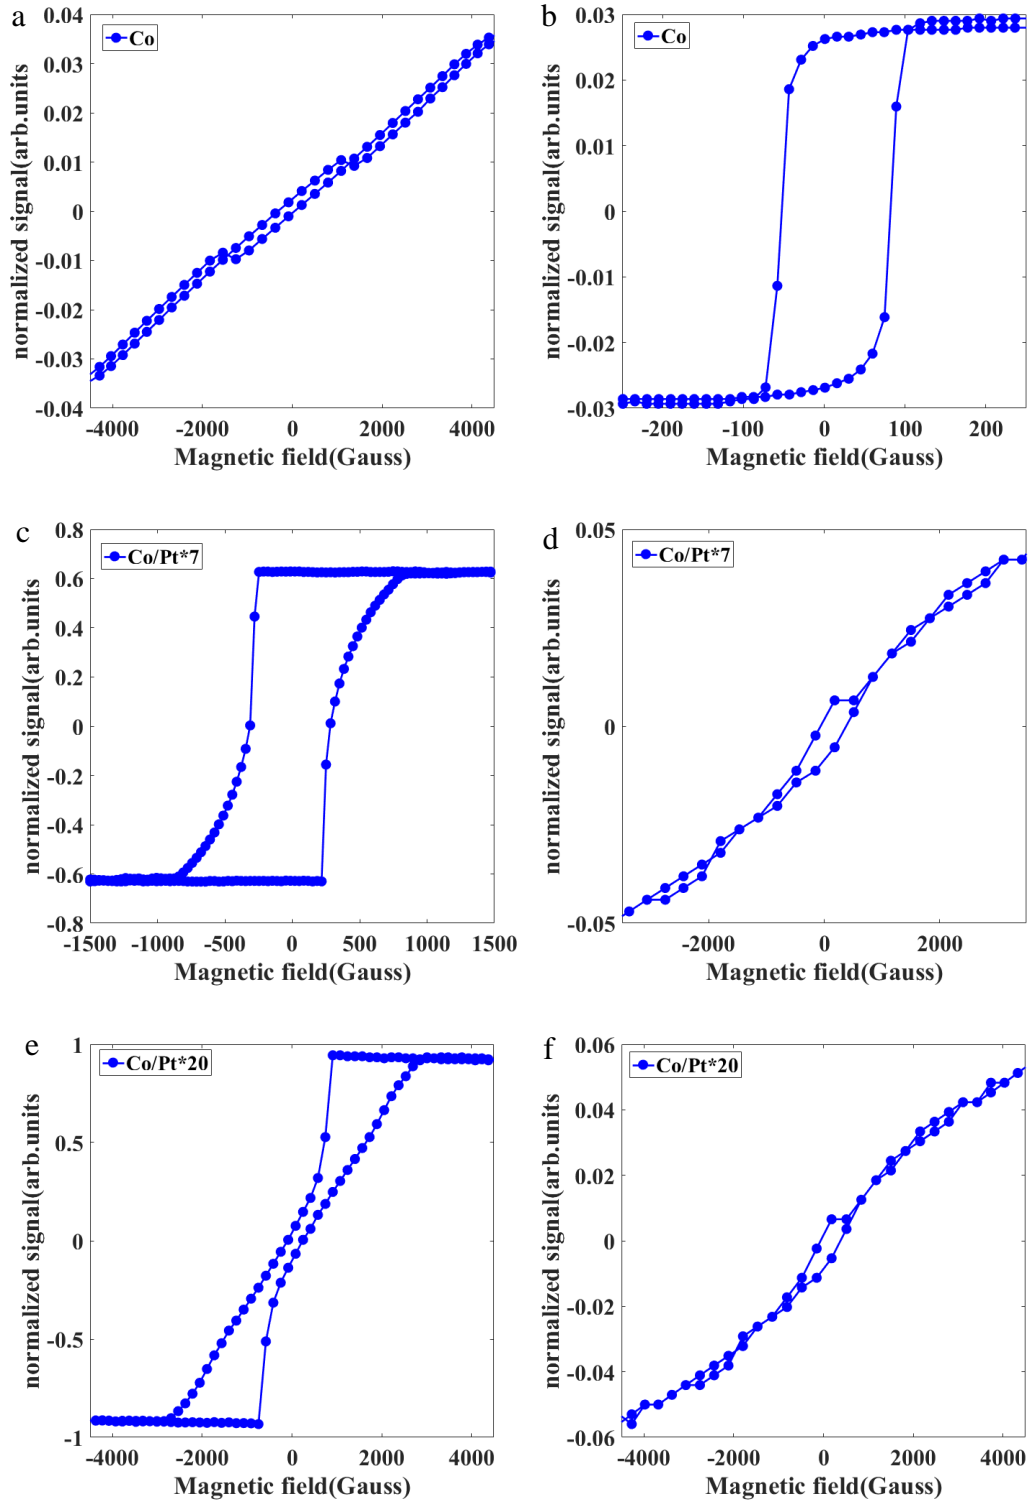 a
0.04
0.03
0.02
0.01
0
-0.01
-0.02
-0.03
-0.04
normalized signal(arb.units
Co
-4000 -2000 0 2000 4000
Magnetic field(Gauss)
b
0.03
0.02
0.01
0
-0.01
-0.02
-0.03
normalized signal(arb.units
Co
-200 -100 0 100 200
Magnetic field(Gauss)
c
0.8
0.6
0.4
0.2
0
-0.2
-0.4
-0.6
-0.8
normalized signal(arb.units
Co/Pt*7
-1500 -1000 -500 0 500 1000 1500
Magnetic field(Gauss)
d
0.05
0
-0.05
normalized signal(arb.units
Co/Pt*7
-2000 0 2000
Magnetic field(Gauss)
e
1
0.5
0
-0.5
-1
normalized signal(arb.units
Co/Pt*20
-4000 -2000 0 2000 4000
Magnetic field(Gauss)
f
0.06
0.04
0.02
0
-0.02
-0.04
-0.06
normalized signal(arb.units
Co/Pt*20
-4000 -2000 0 2000 4000
Magnetic field(Gauss)